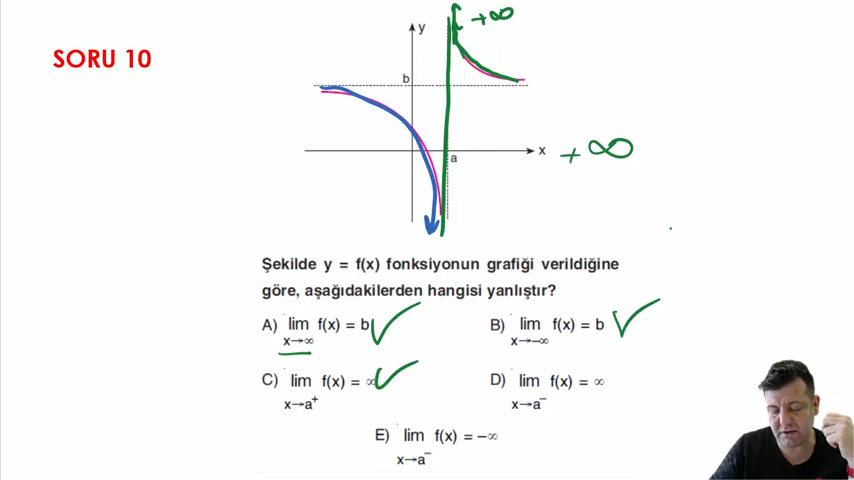 SORU 10
+∞
y
b
x
+∞
a
Şekilde y = f(x) fonksiyonun grafiği verildiğine
göre, aşağıdakilerden hangisi yanlıştır?
A) lim f(x) = b
x→∞
B) lim f(x) = b
x→-∞
C) lim f(x) = ∞
x→a⁺
D) lim f(x) = ∞
x→a⁻
E) lim f(x) = -∞
x→a⁻